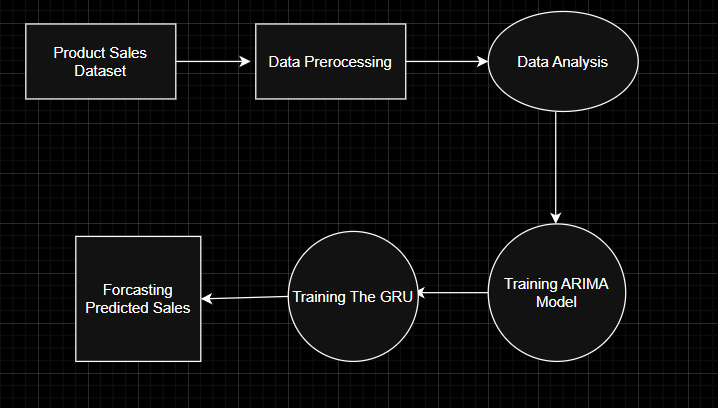 Product Sales
Dataset
Data Prerocessing
Data Analysis
Training ARIMA
Model
Training The GRU
Forcasting
Predicted Sales